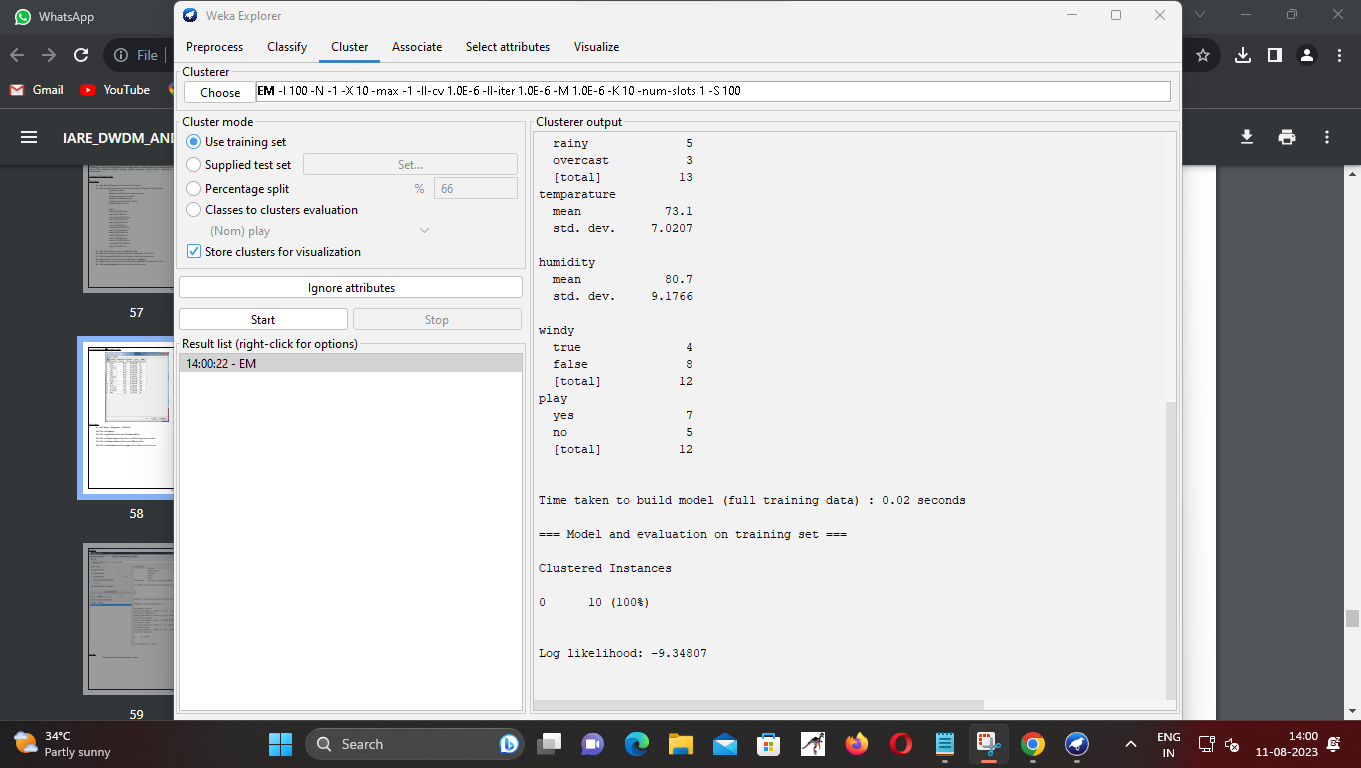 WhatsApp
Weka Explorer
Preprocess Classify Cluster Associate Select attributes Visualize
File
Gmail YouTube
IARE_DWDM_AN
Clusterer
Choose EM -I 100 -N -1 -X 10 -max -1 -ll-cv 1.0E-6 -ll-iter 1.0E-6 -M 1.0E-6 -K 10 -num-slots 1 -S 100
Cluster mode
Use training set
Supplied test set Set...
Percentage split % 66
Classes to clusters evaluation
(Nom) play
Store clusters for visualization
Ignore attributes
Start Stop
Result list (right-click for options)
14:00:22 - EM
Clusterer output
rainy 5
overcast 3
[total] 13
temparature
mean 73.1
std. dev. 7.0207
humidity
mean 80.7
std. dev. 9.1766
windy
true 4
false 8
[total] 12
play
yes 7
no 5
[total] 12
Time taken to build model (full training data) : 0.02 seconds
=== Model and evaluation on training set ===
Clustered Instances
0 10 (100%)
Log likelihood: -9.34807
57
58
59
34°C
Partly sunny
Search
ENG
IN
14:00
11-08-2023